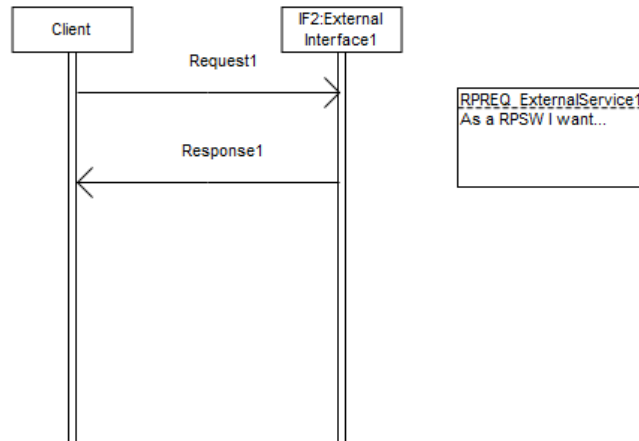 Client
IF2:External
Interface1
Request1
RPREQ_ExternalService1
As a RPSW I want...
Response1